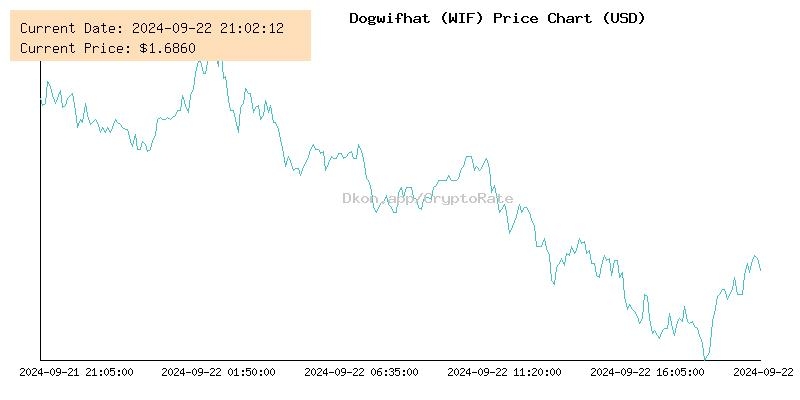 Dogwifhat (WIF) Price Chart (USD)
Current Date: 2024-09-22 21:02:12
Current Price: $1.6860
Dkon.app/CryptoRate
2024-09-21 21:05:00 2024-09-22 01:50:00 2024-09-22 06:35:00 2024-09-22 11:20:00 2024-09-22 16:05:00 2024-09-22